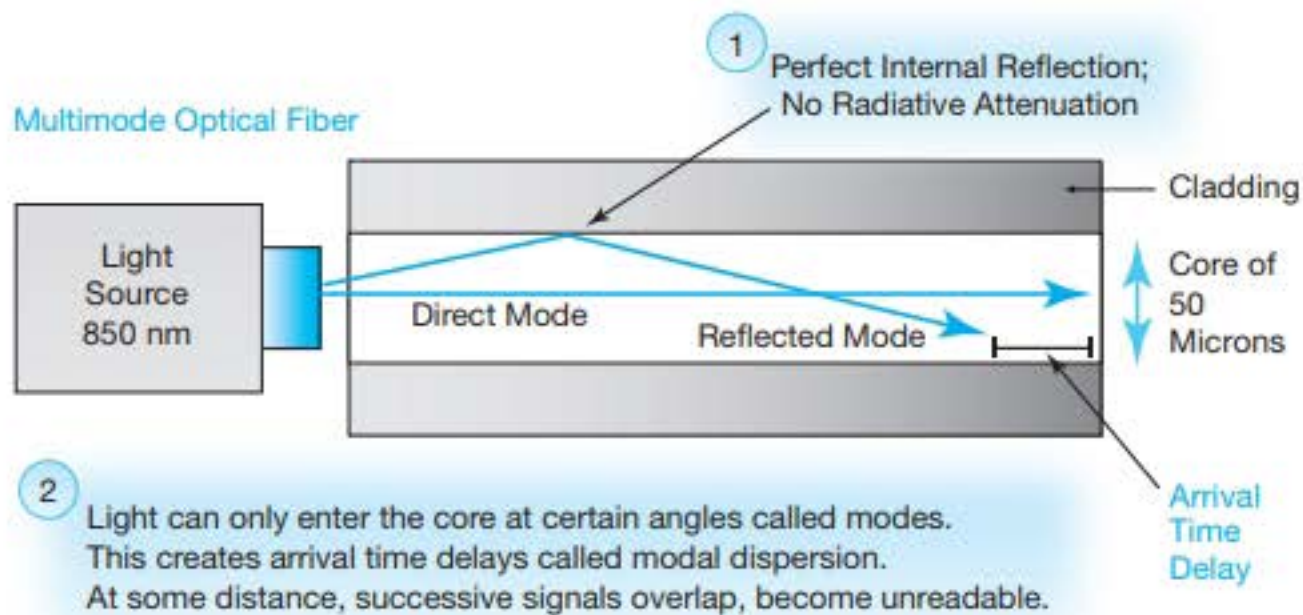 1
Perfect Internal Reflection;
No Radiative Attenuation
Multimode Optical Fiber
Cladding
Light
Source
850 nm
Core of
50
Microns
Direct Mode
Reflected Mode
Arrival
Time
Delay
2
Light can only enter the core at certain angles called modes.
This creates arrival time delays called modal dispersion.
At some distance, successive signals overlap, become unreadable.